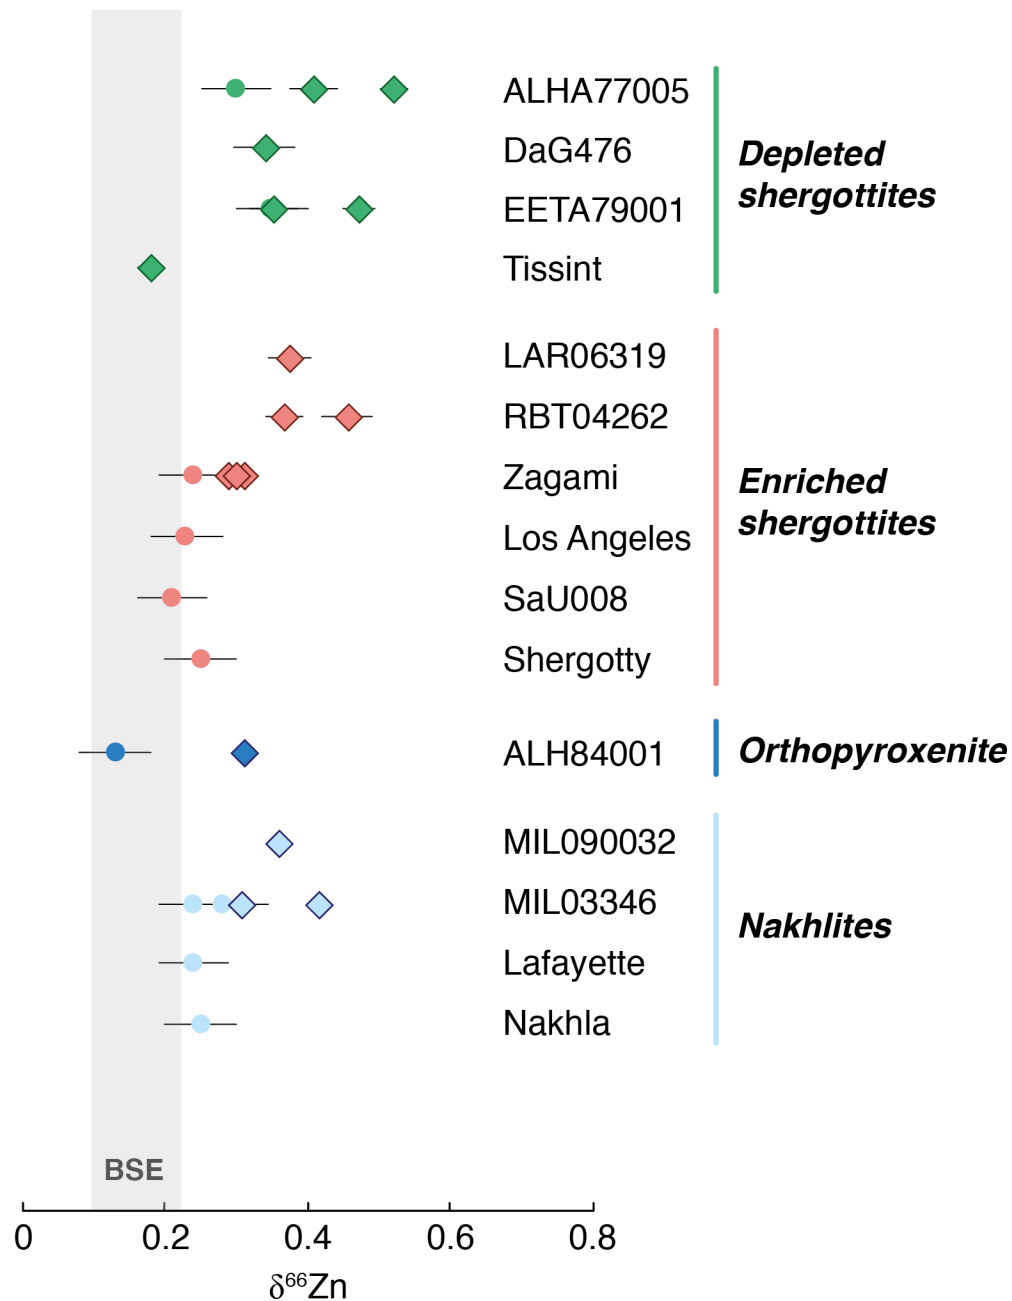 ALHA77005
DaG476
EETA79001
Tissint
Depleted
shergottites
LAR06319
RBT04262
Zagami
Los Angeles
SaU008
Shergotty
Enriched
shergottites
ALH84001
Orthopyroxenite
MIL090032
MIL03346
Lafayette
Nakhla
Nakhlites
BSE
0 0.2 0.4 0.6 0.8
δ⁶⁶Zn